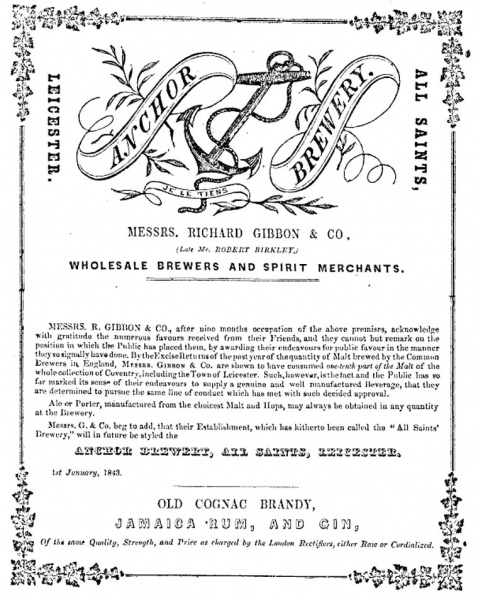 LEICESTER.
ANCHOR
BREWERY.
ALL SAINTS,
JE LE TIENS
MESSRS. RICHARD GIBBON & CO.
(Late Mr. ROBERT BIRKLEY,)
WHOLESALE BREWERS AND SPIRIT MERCHANTS.
MESSRS. R. GIBBON & CO., after nine months occupation of the above premises, acknowledge
with gratitude the numerous favours received from their Friends, and they cannot but remark on the
position in which the Public has placed them, by awarding their endeavours for public favour in the manner
they so signally have done. By the Excise Returns of the past year of the quantity of Malt brewed by the Common
Brewers in England, MESSRS. GIBBON & Co. are shewn to have consumed one-tenth part of the Malt of the
whole collection of Coventry, including the Town of Leicester. Such, however, is the fact and the Public has so
far marked its sense of their endeavours to supply a genuine and well manufactured Beverage, that they
are determined to pursue the same line of conduct which has met with such decided approval.
Ale or Porter, manufactured from the choicest Malt and Hops, may always be obtained in any quantity
at the Brewery.
Messrs. G. & Co. beg to add, that their Establishment, which has hitherto been called the "All Saints'
Brewery," will in future be styled the
ANCHOR BREWERY, ALL SAINTS, LEICESTER.
1st January, 1843.
OLD COGNAC BRANDY,
JAMAICA RUM, AND GIN,
Of the same Quality, Strength, and Price as charged by the London Rectifiers, either Raw or Cordialized.